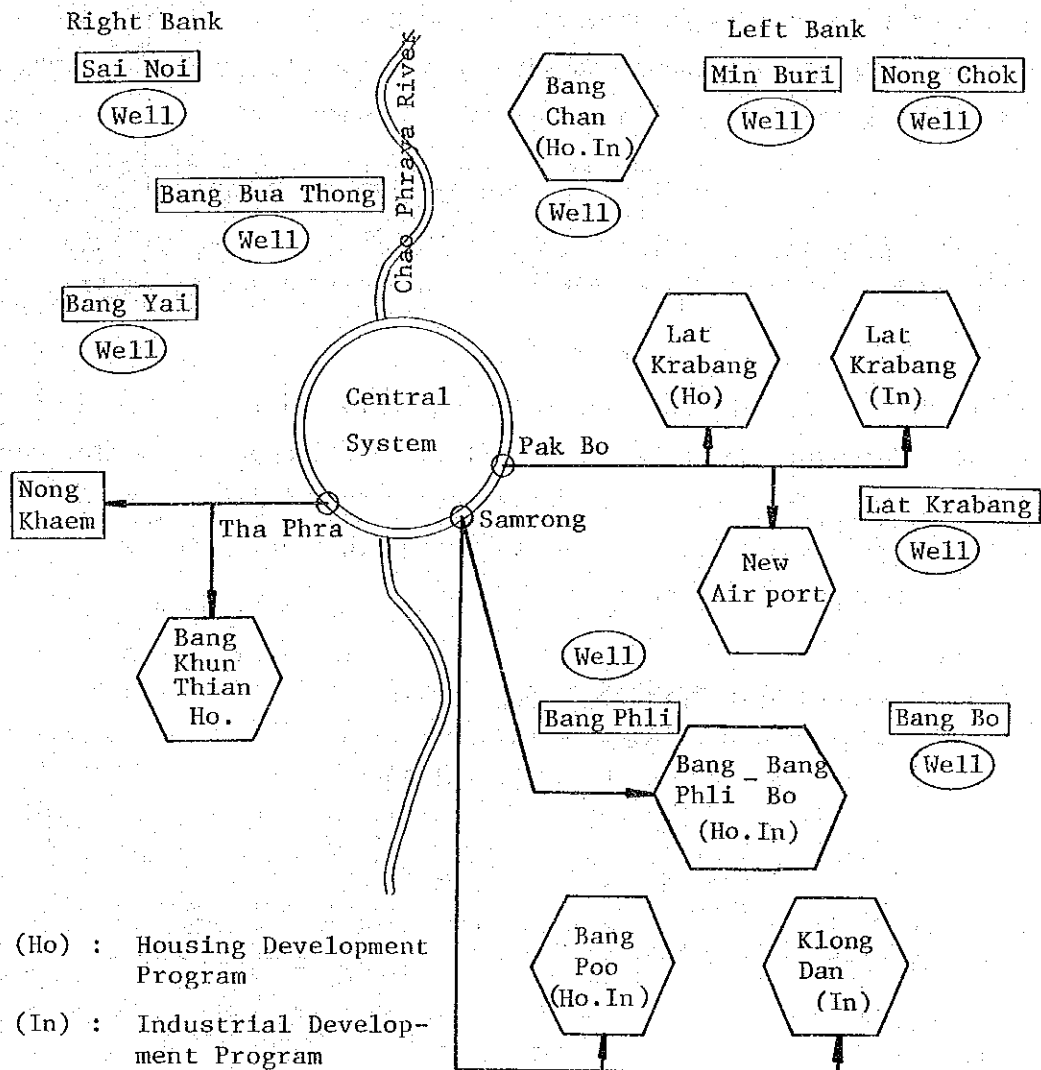 Right Bank
Left Bank
Sai Noi
Well
Chao Phraya River
Bang
Chan
(Ho.In)
Well
Min Buri
Well
Nong Chok
Well
Bang Bua Thong
Well
Bang Yai
Well
Central
System
Lat
Krabang
(Ho)
Lat
Krabang
(In)
Pak Bo
Samrong
Tha Phra
Nong
Khaem
Bang
Khun
Thian
Ho.
Lat Krabang
Well
New
Air port
Well
Bang Phli
Bang Bo
Well
Bang _ Bang
Phli Bo
(Ho.In)
Bang
Poo
(Ho.In)
Klong
Dan
(In)
(Ho) : Housing Development
Program
(In) : Industrial Develop-
ment Program